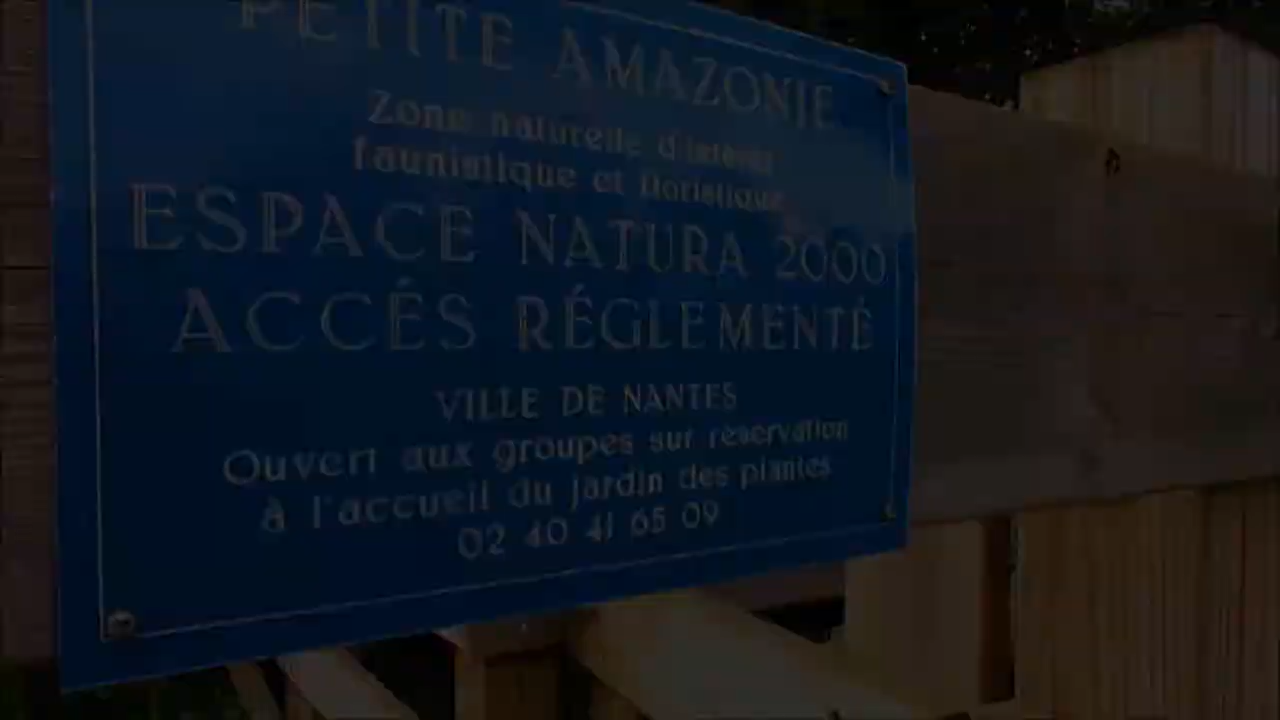 PETITE AMAZONIE
Zone naturelle d'intérêt
faunistique et floristique
ESPACE NATURA 2000
ACCÉS RÉGLEMENTÉ
VILLE DE NANTES
Ouvert aux groupes sur réservation
à l'accueil du jardin des plantes
02 40 41 65 09